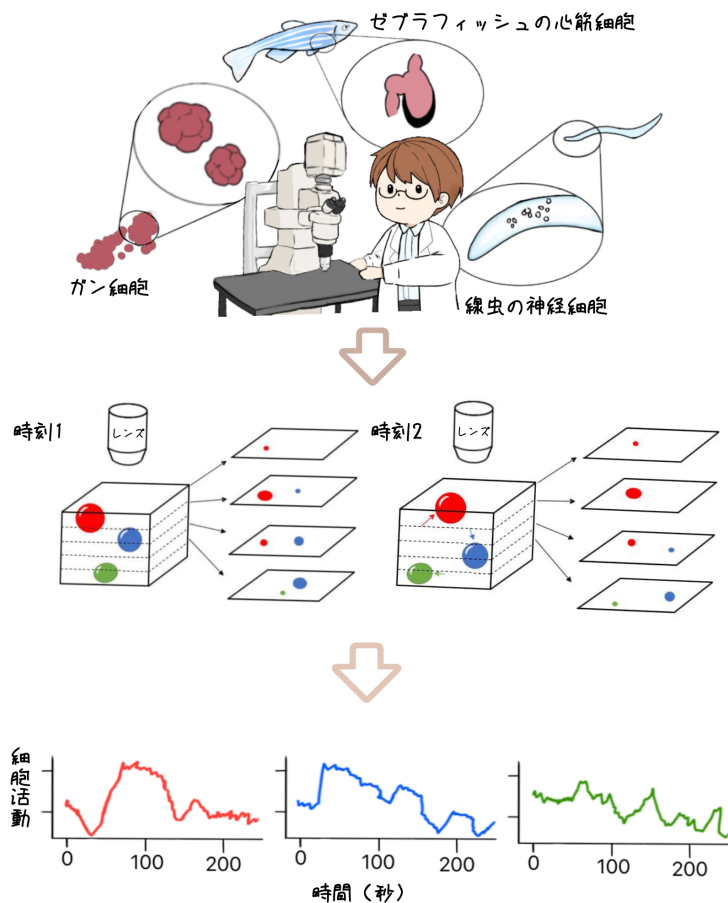 ゼブラフィッシュの心筋細胞
ガン細胞
線虫の神経細胞
時刻1
レンズ
時刻2
レンズ
細胞活動
0 100 200
0 100 200
0 100 200
時間(秒)